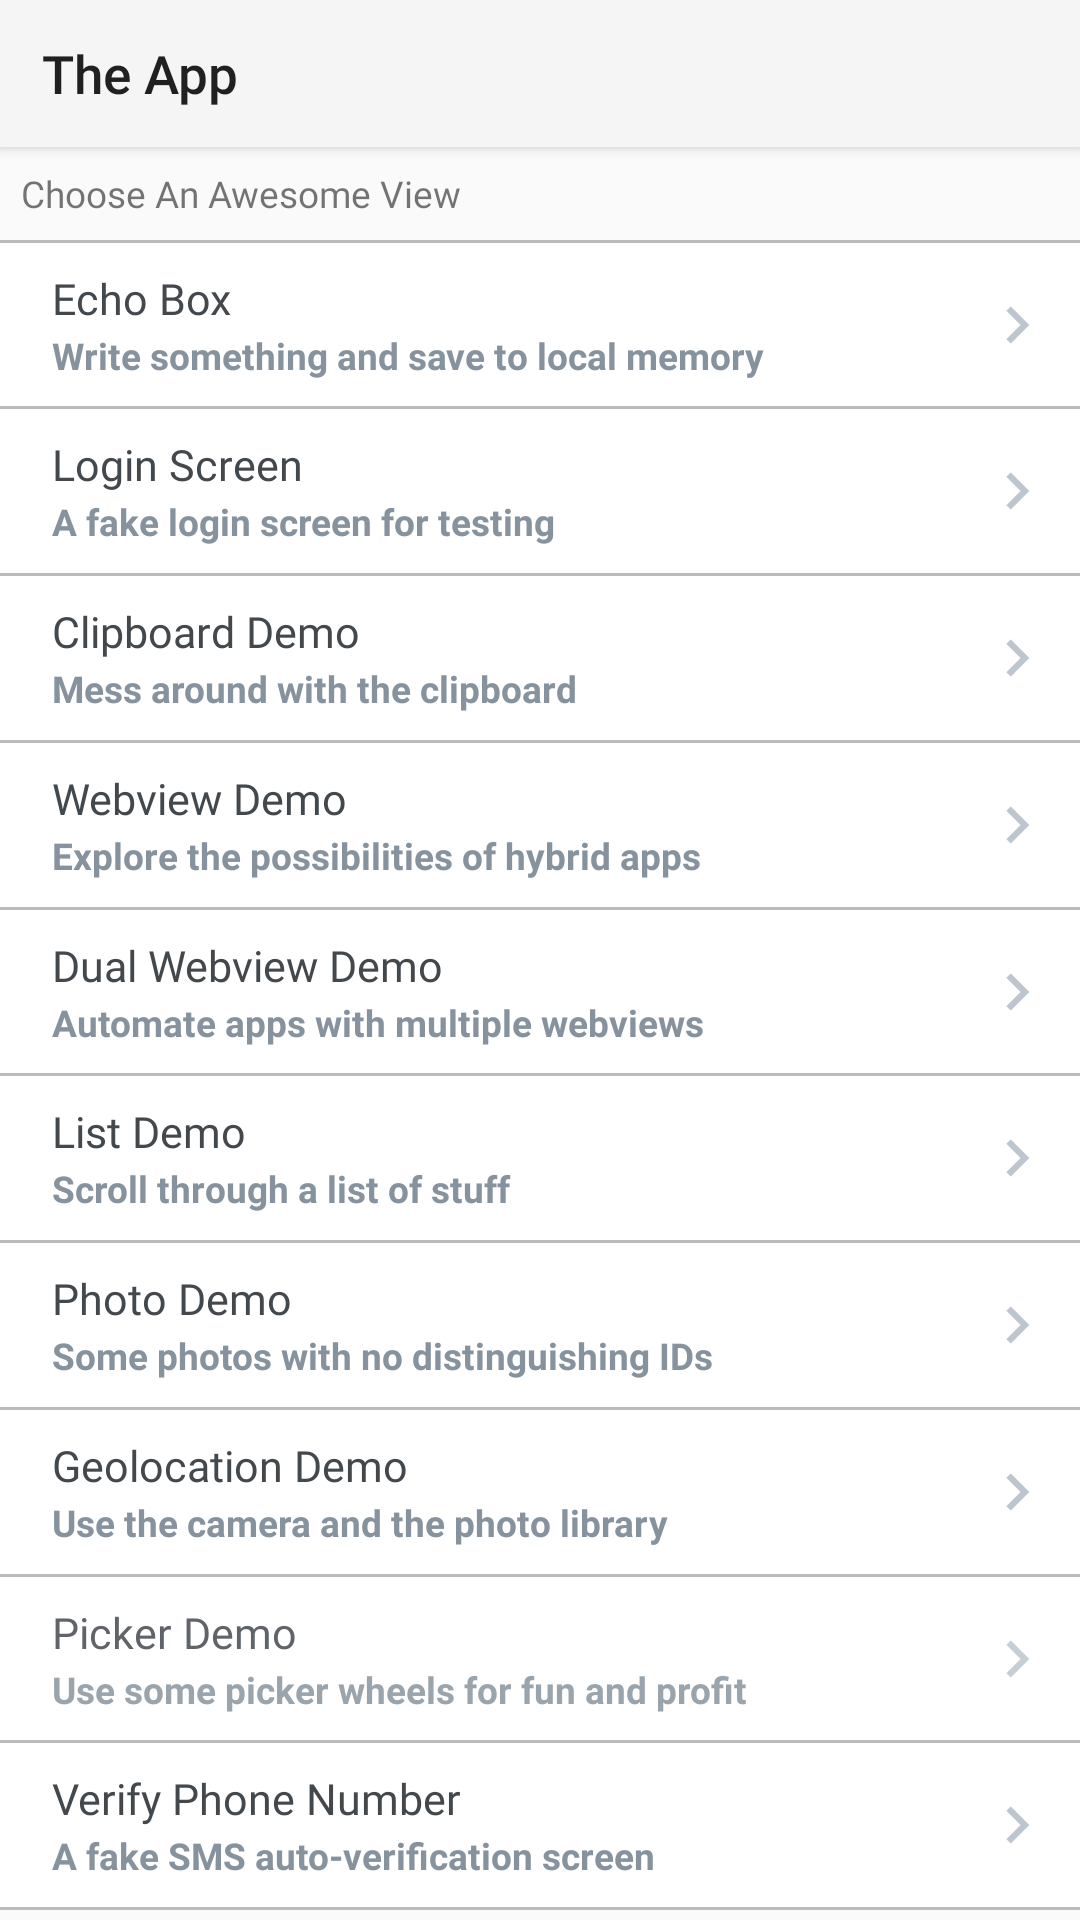 The App
Choose An Awesome View
Echo Box
Write something and save to local memory
Login Screen
A fake login screen for testing
Clipboard Demo
Mess around with the clipboard
Webview Demo
Explore the possibilities of hybrid apps
Dual Webview Demo
Automate apps with multiple webviews
List Demo
Scroll through a list of stuff
Photo Demo
Some photos with no distinguishing IDs
Geolocation Demo
Use the camera and the photo library
Picker Demo
Use some picker wheels for fun and profit
Verify Phone Number
A fake SMS auto-verification screen